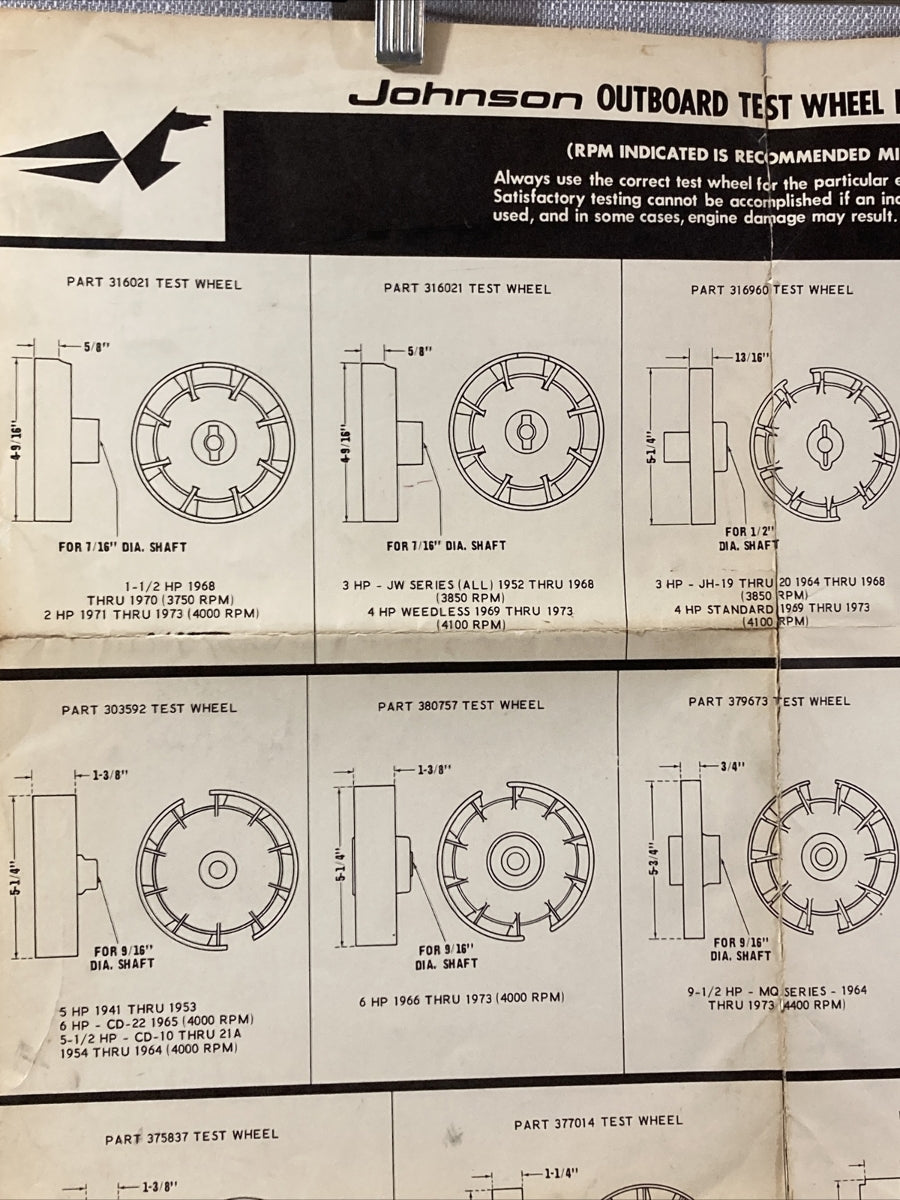 Johnson OUTBOARD TEST WHEEL
(RPM INDICATED IS RECOMMENDED
Always use the correct test wheel for the particular
Satisfactory testing cannot be accomplished if an
used, and in some cases, engine damage may result.
PART 316021 TEST WHEEL
5/8"
4-9/16"
FOR 7/16" DIA. SHAFT
1-1/2 HP 1968
THRU 1970 (3750 RPM)
2 HP 1971 THRU 1973 (4000 RPM)
PART 316021 TEST WHEEL
5/8"
4-9/16"
FOR 7/16" DIA. SHAFT
3 HP - JW SERIES (ALL) 1952 THRU 1968
(3850 RPM)
4 HP WEEDLESS 1969 THRU 1973
(4100 RPM)
PART 316960 TEST WHEEL
13/16"
5-1/4"
FOR 1/2"
DIA. SHAFT
3 HP - JH-19 THRU 20 1964 THRU 1968
(3850 RPM)
4 HP STANDARD 1969 THRU 1973
(4100 RPM)
PART 303592 TEST WHEEL
1-3/8"
5-1/4"
FOR 9/16"
DIA. SHAFT
5 HP 1941 THRU 1953
6 HP - CD-22 1965 (4000 RPM)
5-1/2 HP - CD-10 THRU 21A
1954 THRU 1964 (4000 RPM)
PART 380757 TEST WHEEL
1-3/8"
5-1/4"
FOR 9/16"
DIA. SHAFT
6 HP 1966 THRU 1973 (4000 RPM)
PART 379673 TEST WHEEL
3/4"
5-3/4"
FOR 9/16"
DIA. SHAFT
9-1/2 HP - MQ SERIES - 1964
THRU 1973 (4400 RPM)
PART 375837 TEST WHEEL
1-3/8"
PART 377014 TEST WHEEL
1-1/4"